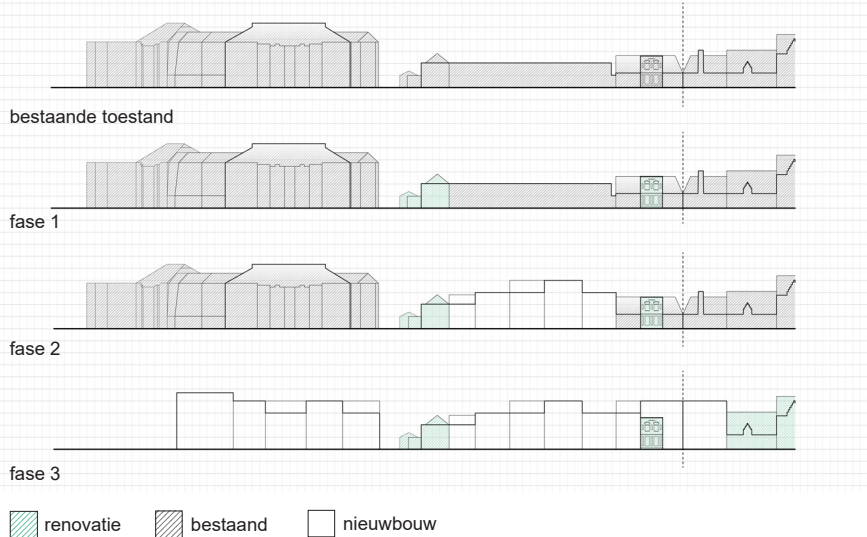 bestaande toestand
fase 1
fase 2
fase 3
renovatie bestaand nieuwbouw